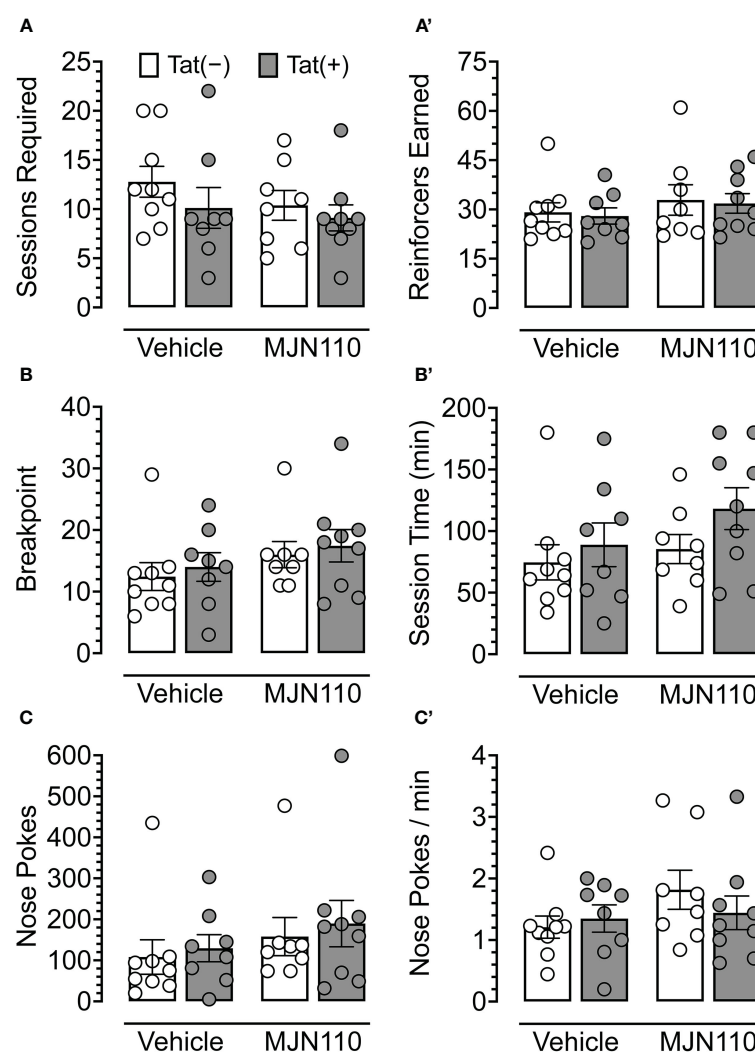 A
A'
Sessions Required
25
20
15
10
5
0
Tat(−)
Tat(+)
Vehicle
MJN110
Reinforcers Earned
75
60
45
30
15
0
Vehicle
MJN110
B
B'
Breakpoint
40
30
20
10
0
Vehicle
MJN110
Session Time (min)
200
150
100
50
0
Vehicle
MJN110
C
C'
Nose Pokes
600
500
400
300
200
100
0
Vehicle
MJN110
Nose Pokes / min
4
3
2
1
0
Vehicle
MJN110